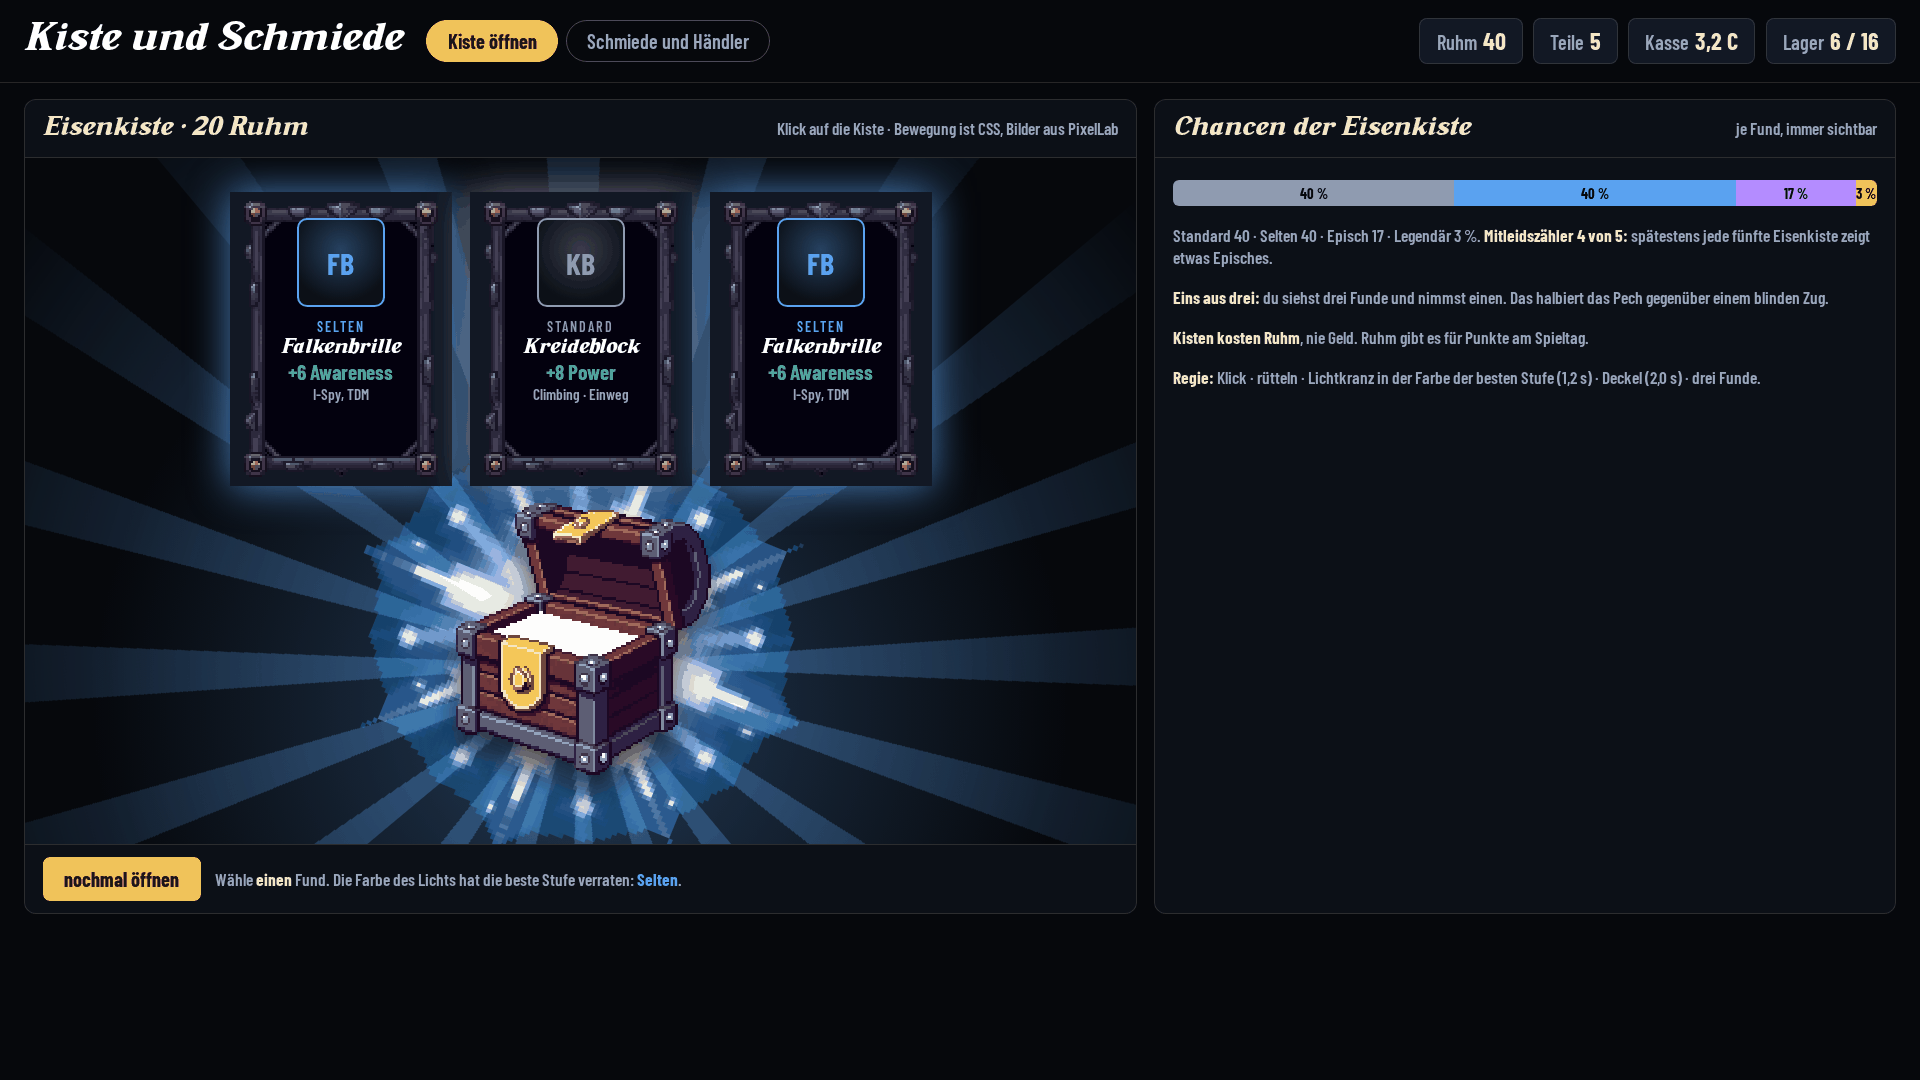 Kiste und Schmiede
Kiste öffnen
Schmiede und Händler
Ruhm 40
Teile 5
Kasse 3,2 C
Lager 6 / 16
Eisenkiste · 20 Ruhm
Klick auf die Kiste · Bewegung ist CSS, Bilder aus PixelLab
FB
SELTEN
Falkenbrille
+6 Awareness
I-Spy, TDM
KB
STANDARD
Kreideblock
+8 Power
Climbing · Einweg
FB
SELTEN
Falkenbrille
+6 Awareness
I-Spy, TDM
nochmal öffnen
Wähle einen Fund. Die Farbe des Lichts hat die beste Stufe verraten: Selten.
Chancen der Eisenkiste
je Fund, immer sichtbar
40 %
40 %
17 %
3 %
Standard 40 · Selten 40 · Episch 17 · Legendär 3 %. Mitleidszähler 4 von 5: spätestens jede fünfte Eisenkiste zeigt
etwas Episches.
Eins aus drei: du siehst drei Funde und nimmst einen. Das halbiert das Pech gegenüber einem blinden Zug.
Kisten kosten Ruhm, nie Geld. Ruhm gibt es für Punkte am Spieltag.
Regie: Klick · rütteln · Lichtkranz in der Farbe der besten Stufe (1,2 s) · Deckel (2,0 s) · drei Funde.